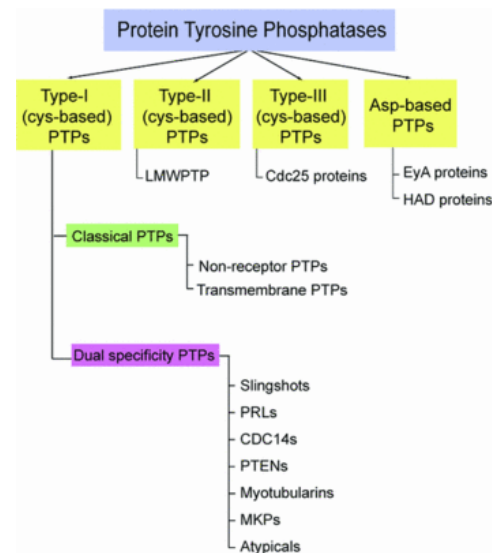 Protein Tyrosine Phosphatases
Type-I
(cys-based)
PTPs
Type-II
(cys-based)
PTPs
Type-III
(cys-based)
PTPs
Asp-based
PTPs
LMWPTP
Cdc25 proteins
EyA proteins
HAD proteins
Classical PTPs
Non-receptor PTPs
Transmembrane PTPs
Dual specificity PTPs
Slingshots
PRLs
CDC14s
PTENs
Myotubularins
MKPs
Atypicals